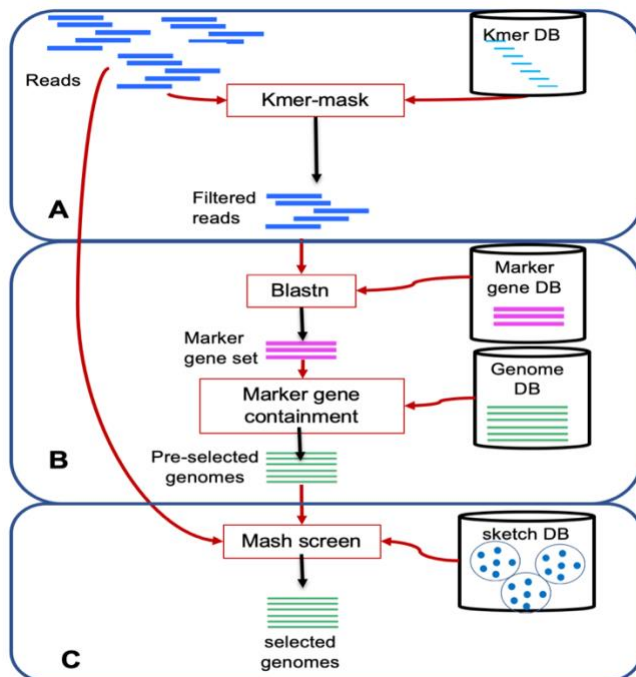 Kmer DB
Reads
Kmer-mask
Filtered
reads
A
Blastn
Marker
gene DB
Marker
gene set
Genome
DB
Marker gene
containment
Pre-selected
genomes
B
Mash screen
sketch DB
selected
genomes
C